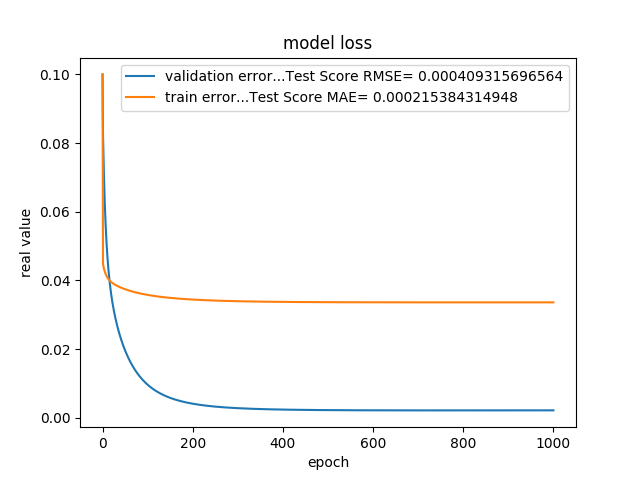 model loss
validation error...Test Score RMSE= 0.000409315696564
train error...Test Score MAE= 0.000215384314948
real value
0.10
0.08
0.06
0.04
0.02
0.00
0 200 400 600 800 1000
epoch